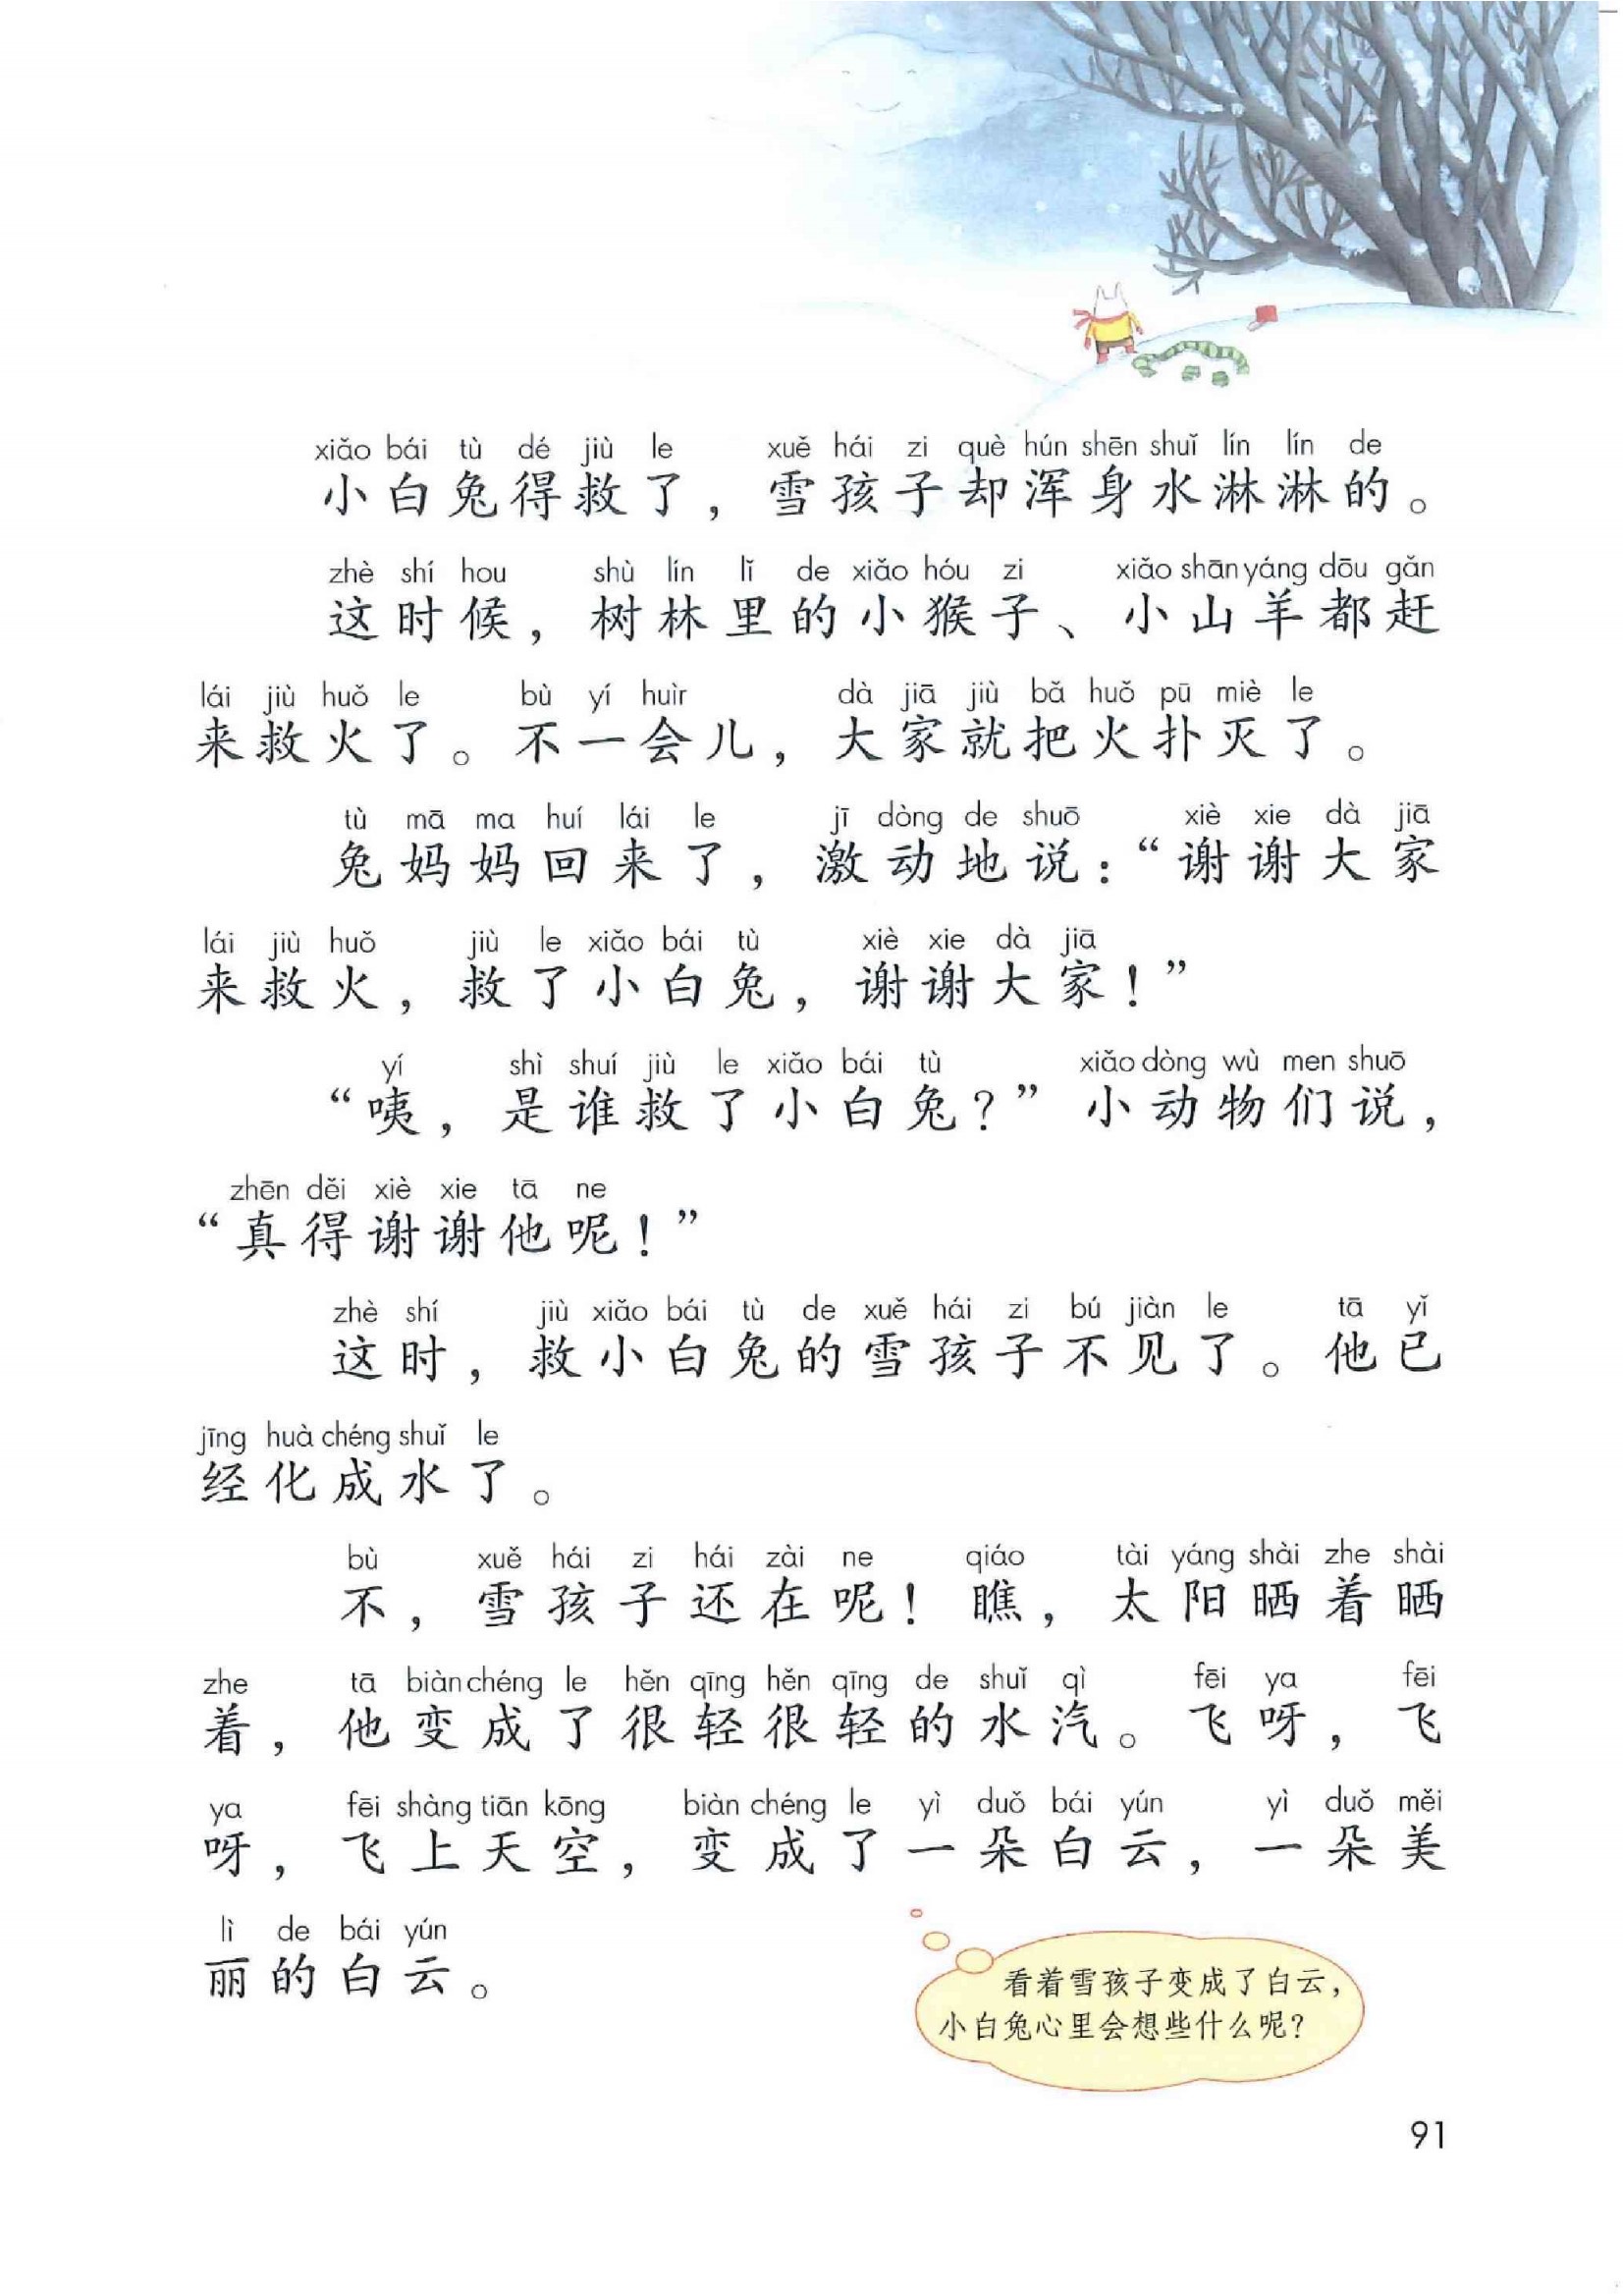 xiǎo bái tù dé jiù le xuě hái zi què hún shēn shuǐ lín lín de
小白兔得救了，雪孩子却浑身水淋淋的。
zhè shí hou shù lín lǐ de xiǎo hóu zi xiǎo shān yáng dōu gǎn
这时候，树林里的小猴子、小山羊都赶
lái jiù huǒ le bù yí huìr dà jiā jiù bǎ huǒ pū miè le
来救火了。不一会儿，大家就把火扑灭了。
tù mā ma huí lái le jī dòng de shuō xiè xie dà jiā
兔妈妈回来了，激动地说：“谢谢大家
lái jiù huǒ jiù le xiǎo bái tù xiè xie dà jiā
来救火，救了小白兔，谢谢大家！”
yí shì shuí jiù le xiǎo bái tù xiǎo dòng wù men shuō
“咦，是谁救了小白兔？”小动物们说，
zhēn děi xiè xie tā ne
“真得谢谢他呢！”
zhè shí jiù xiǎo bái tù de xuě hái zi bú jiàn le tā yǐ
这时，救小白兔的雪孩子不见了。他已
jīng huà chéng shuǐ le
经化成水了。
bù xuě hái zi hái zài ne qiáo tài yáng shài zhe shài
不，雪孩子还在呢！瞧，太阳晒着晒
zhe tā biàn chéng le hěn qīng hěn qīng de shuǐ qì fēi ya fēi
着，他变成了很轻很轻的水汽。飞呀，飞
ya fēi shàng tiān kōng biàn chéng le yì duǒ bái yún yì duǒ měi
呀，飞上天空，变成了一朵白云，一朵美
lì de bái yún
丽的白云。
看着雪孩子变成了白云，
小白兔心里会想些什么呢？
91